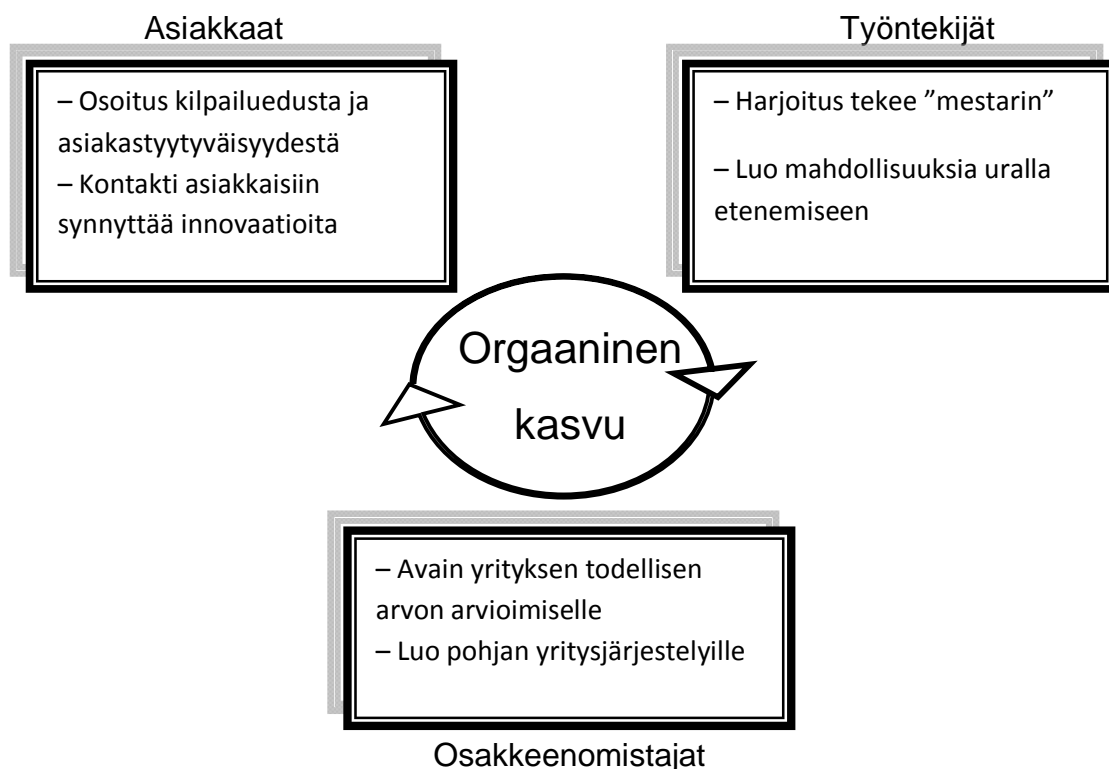 Asiakkaat
– Osoitus kilpailuedusta ja
asiakastyytyväisyydestä
– Kontakti asiakkaisiin
synnyttää innovaatioita
Työntekijät
– Harjoitus tekee ”mestarin”
– Luo mahdollisuuksia uralla
etenemiseen
Orgaaninen
kasvu
– Avain yrityksen todellisen
arvon arvioimiselle
– Luo pohjan yritysjärjestelyille
Osakkeenomistajat